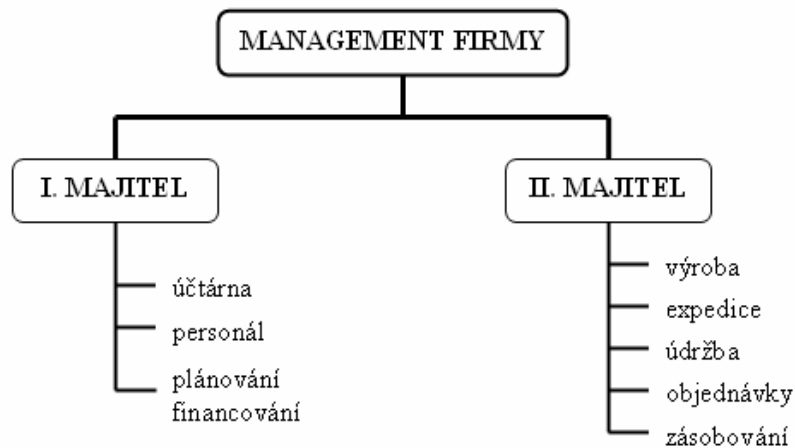 MANAGEMENT FIRMY
I. MAJITEL
II. MAJITEL
účtárna
personál
plánování
financování
výroba
expedice
údržba
objednávky
zásobování